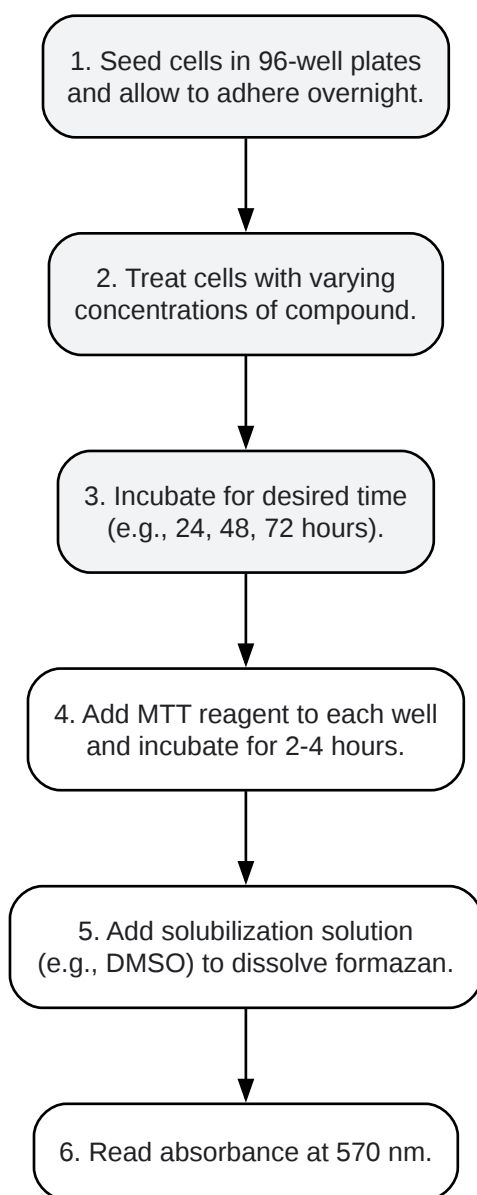 1. Seed cells in 96-well plates
and allow to adhere overnight.
2. Treat cells with varying
concentrations of compound.
3. Incubate for desired time
(e.g., 24, 48, 72 hours).
4. Add MTT reagent to each well
and incubate for 2-4 hours.
5. Add solubilization solution
(e.g., DMSO) to dissolve formazan.
6. Read absorbance at 570 nm.